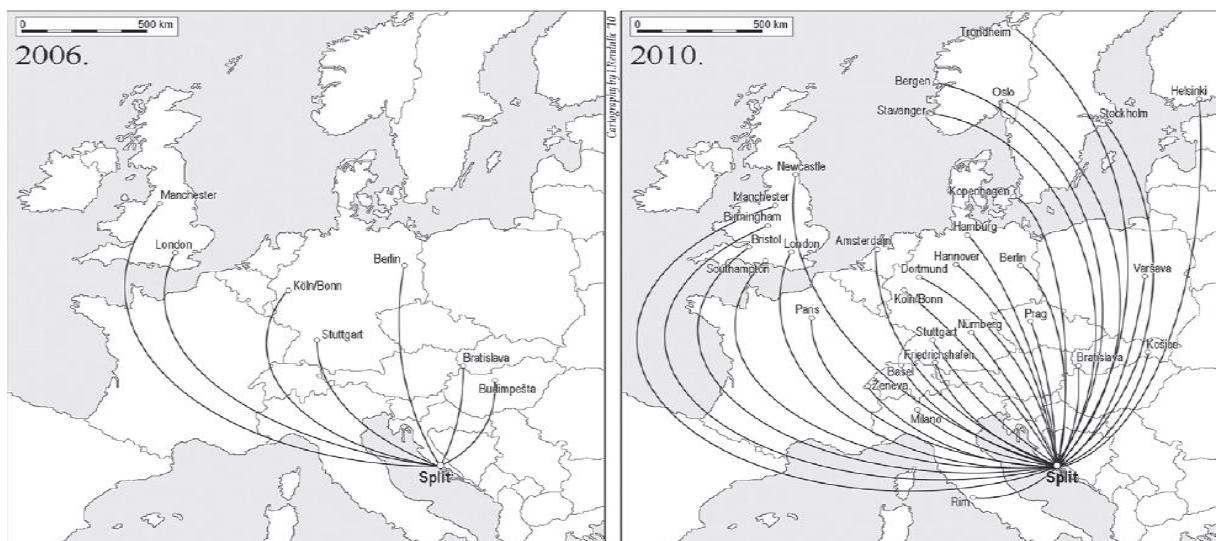 0 500 km
2006.
Manchester
London
Berlin
Köln/Bonn
Stuttgart
Bratislava
Budimpešta
Split
Cartography by
0 500 km
2010.
Trondheim
Bergen
Oslo
Helsinki
Stavanger
Stockholm
Newcastle
Kopenhagen
Manchester
Birmingham
Hamburg
Bristol
London
Amsterdam
Southampton
Hannover
Berlin
Dortmund
Varšava
Köln/Bonn
Paris
Prag
Nürnberg
Stuttgart
Košice
Friedrichshafen
Bratislava
Basel
Ženeva
Milano
Split
Rim